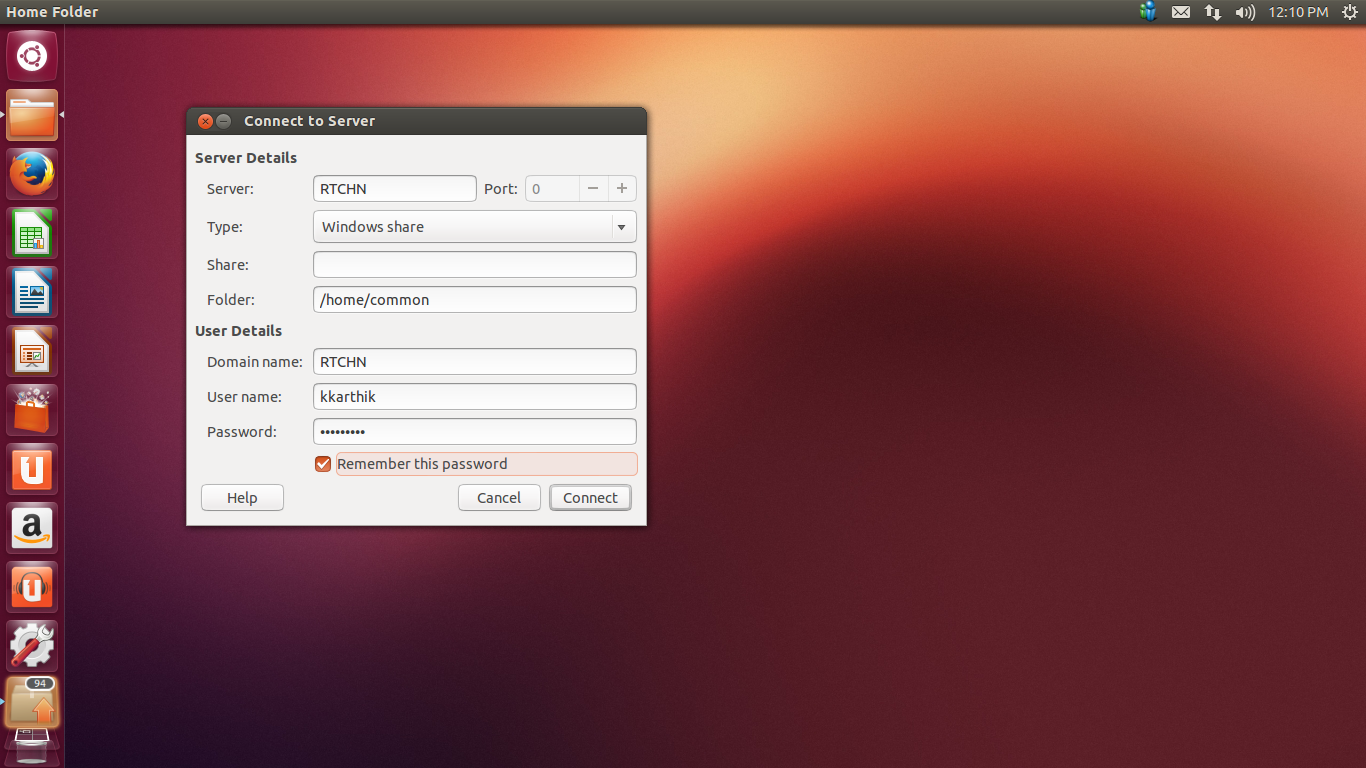 Home Folder 12:10 PM
Connect to Server
Server Details
Server: RTCHN Port: 0
Type: Windows share
Share:
Folder: /home/common
User Details
Domain name: RTCHN
User name: kkarthik
Password: •••••••••
Remember this password
Help Cancel Connect
a
94